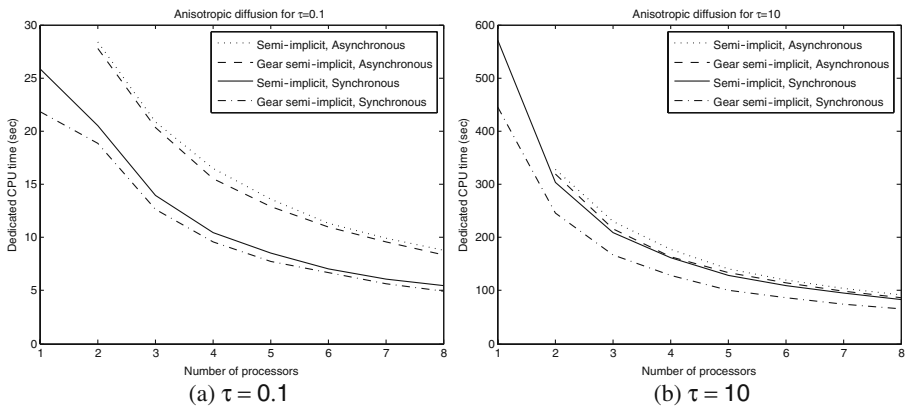 Anisotropic diffusion for τ=0.1
30
25
20
15
10
5
0
Dedicated CPU time (sec)
Semi-implicit, Asynchronous
Gear semi-implicit, Asynchronous
Semi-implicit, Synchronous
Gear semi-implicit, Synchronous
1 2 3 4 5 6 7 8
Number of processors
(a) τ = 0.1
Anisotropic diffusion for τ=10
600
500
400
300
200
100
0
Dedicated CPU time (sec)
Semi-implicit, Asynchronous
Gear semi-implicit, Asynchronous
Semi-implicit, Synchronous
Gear semi-implicit, Synchronous
1 2 3 4 5 6 7 8
Number of processors
(b) τ = 10